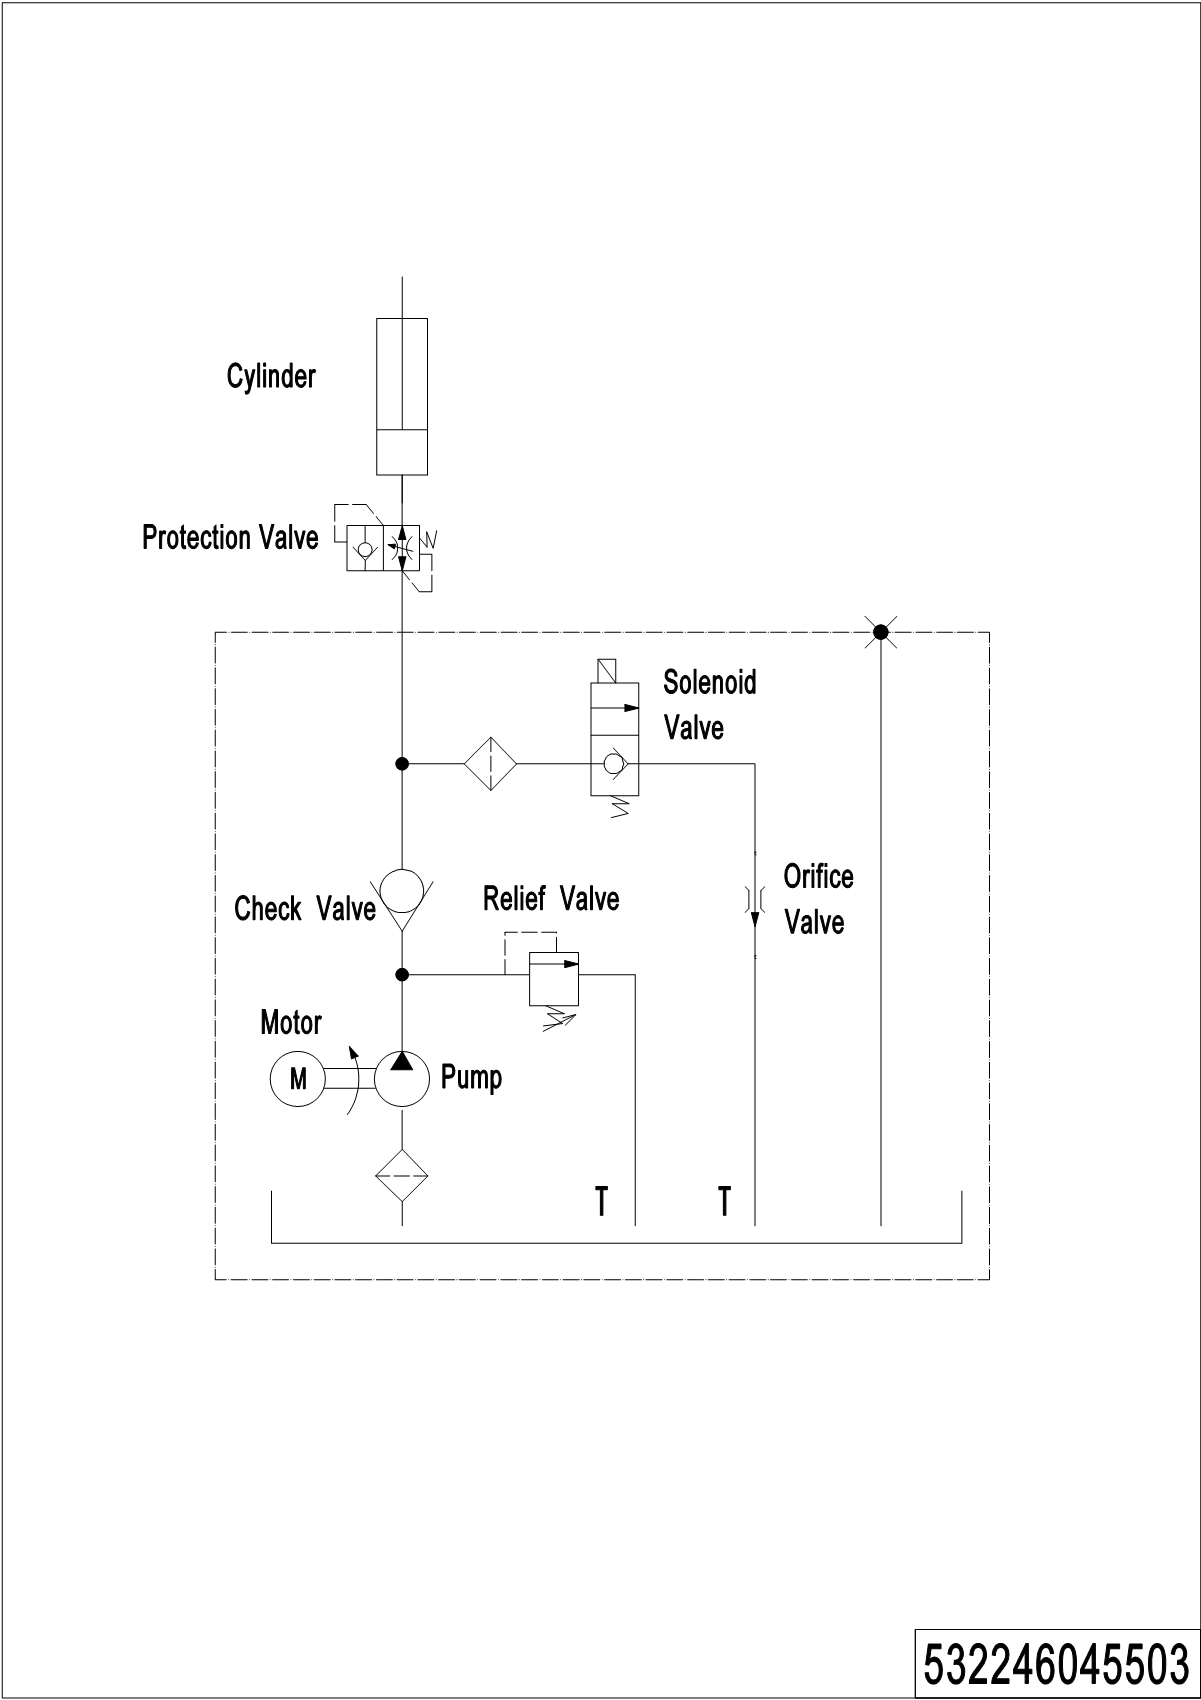 Cylinder
Protection Valve
Solenoid
Valve
Orifice
Valve
Relief Valve
Check Valve
Motor
M
Pump
T
T
532246045503